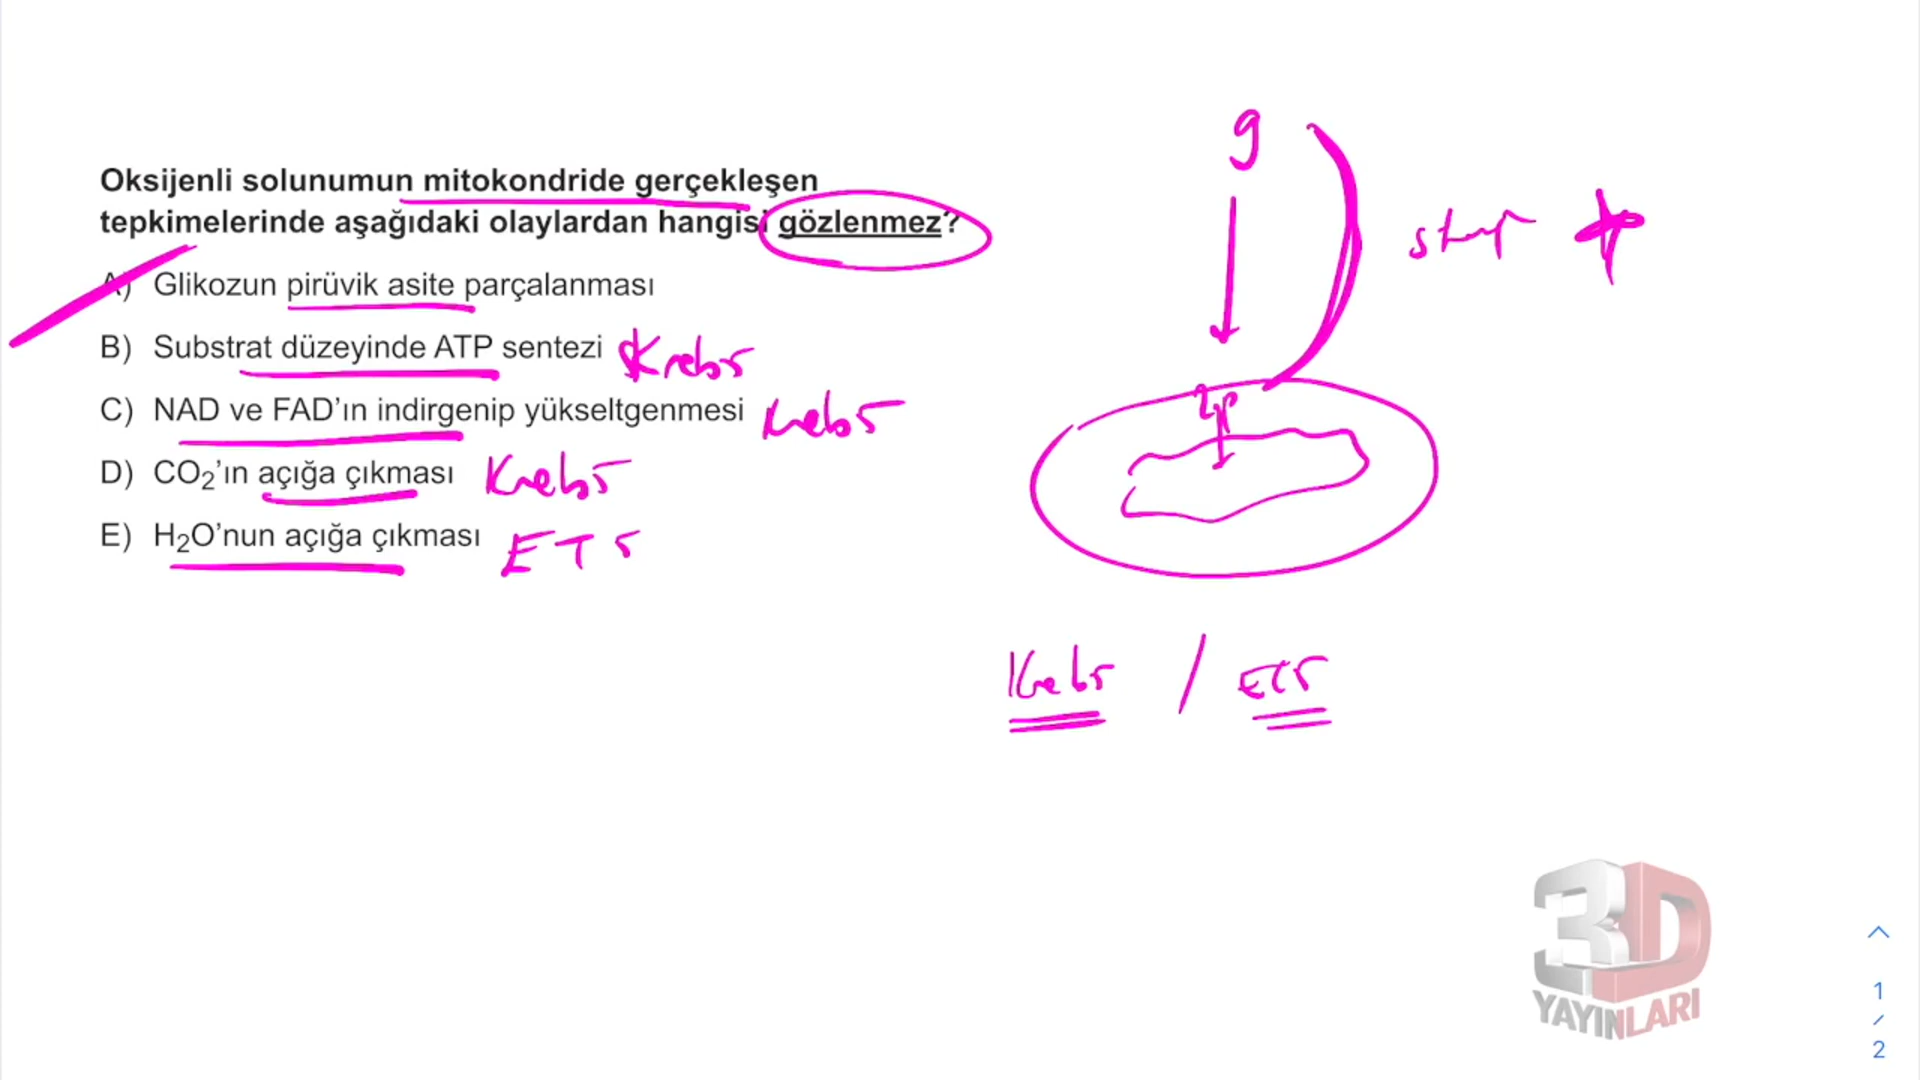 Oksijenli solunumun mitokondride gerçekleşen
tepkimelerinde aşağıdaki olaylardan hangisi gözlenmez?
A) Glikozun pirüvik asite parçalanması
B) Substrat düzeyinde ATP sentezi Krebs
C) NAD ve FAD’ın indirgenip yükseltgenmesi Krebs
D) CO₂’ın açığa çıkması Krebs
E) H₂O’nun açığa çıkması ETS
g
2p
Krebs / ETS
3D
YAYINLARI
1
/
2